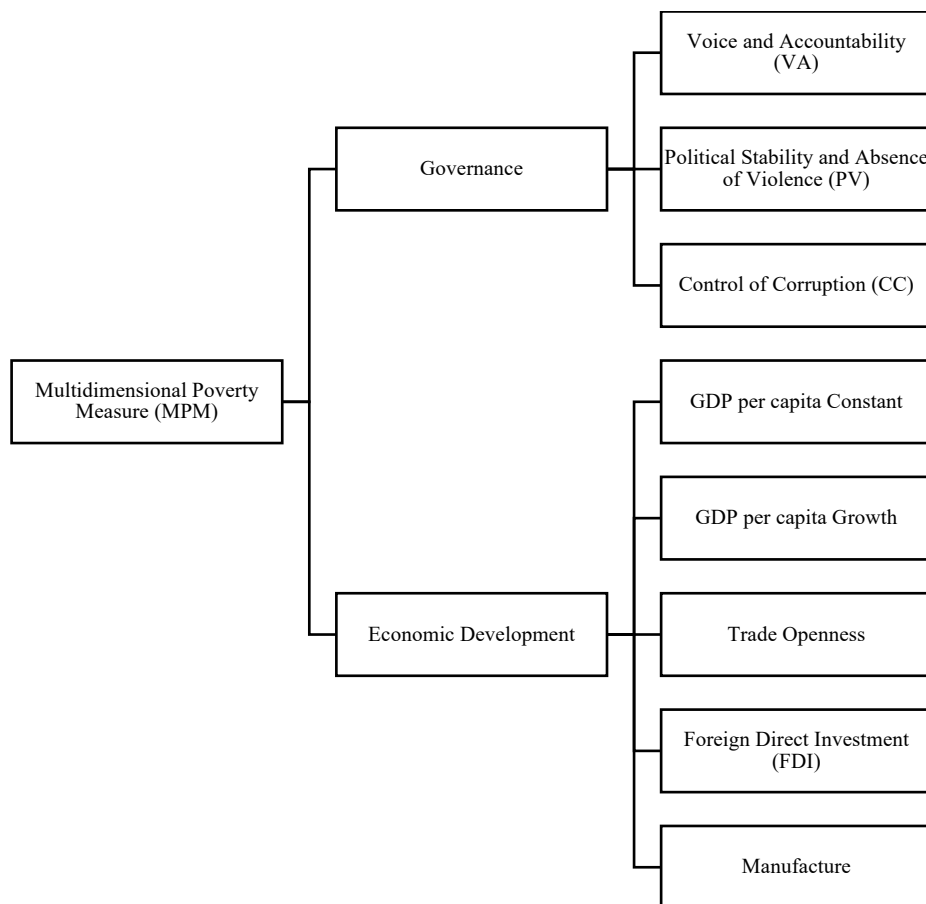 Voice and Accountability
(VA)
Governance
Political Stability and Absence
of Violence (PV)
Control of Corruption (CC)
Multidimensional Poverty
Measure (MPM)
GDP per capita Constant
GDP per capita Growth
Economic Development
Trade Openness
Foreign Direct Investment
(FDI)
Manufacture